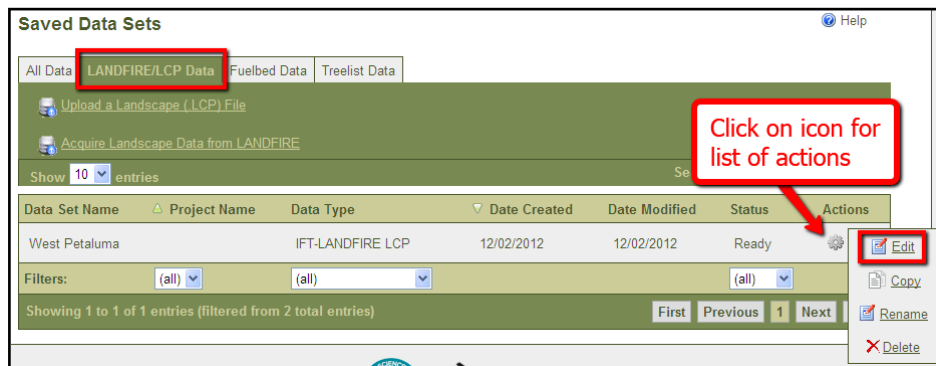 Saved Data Sets Help
All Data LANDFIRE/LCP Data Fuelbed Data Treelist Data
Upload a Landscape (.LCP) File
Acquire Landscape Data from LANDFIRE
Click on icon for
list of actions
Show 10 entries
Data Set Name Project Name Data Type Date Created Date Modified Status Actions
West Petaluma IFT-LANDFIRE LCP 12/02/2012 12/02/2012 Ready
Edit
Filters: (all) (all) (all)
Copy
Showing 1 to 1 of 1 entries (filtered from 2 total entries) First Previous 1 Next
Rename
Delete
SCIENCE